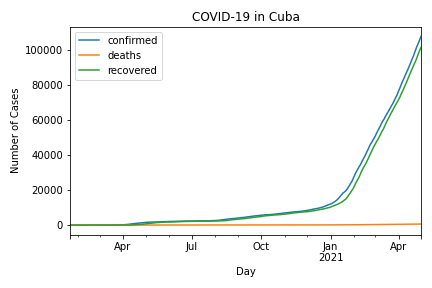 COVID-19 in Cuba
confirmed
deaths
recovered
Number of Cases
100000
80000
60000
40000
20000
0
Apr Jul Oct Jan Apr
2021
Day